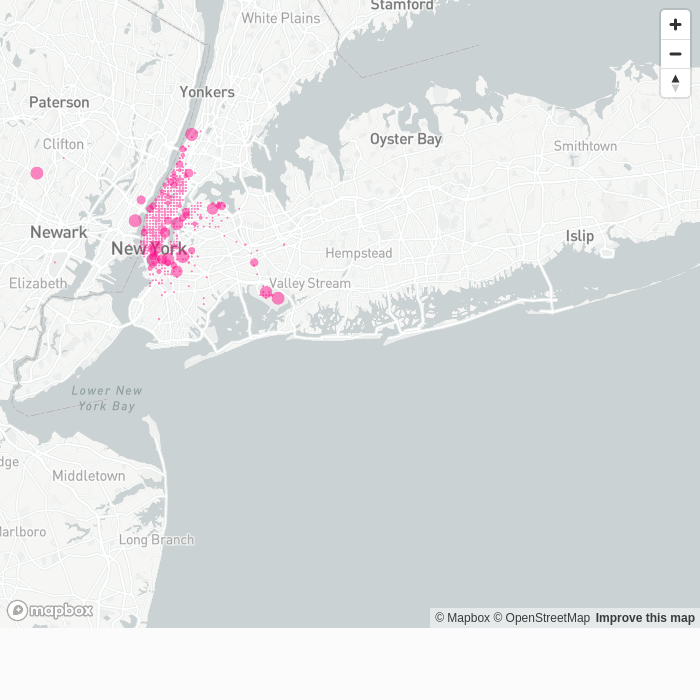 Stamford
White Plains
Yonkers
Paterson
Clifton
Oyster Bay
Smithtown
Newark
New York
Islip
Hempstead
Elizabeth
Valley Stream
Lower New
York Bay
dge
Middletown
Marlboro
Long Branch
mapbox
© Mapbox © OpenStreetMap Improve this map